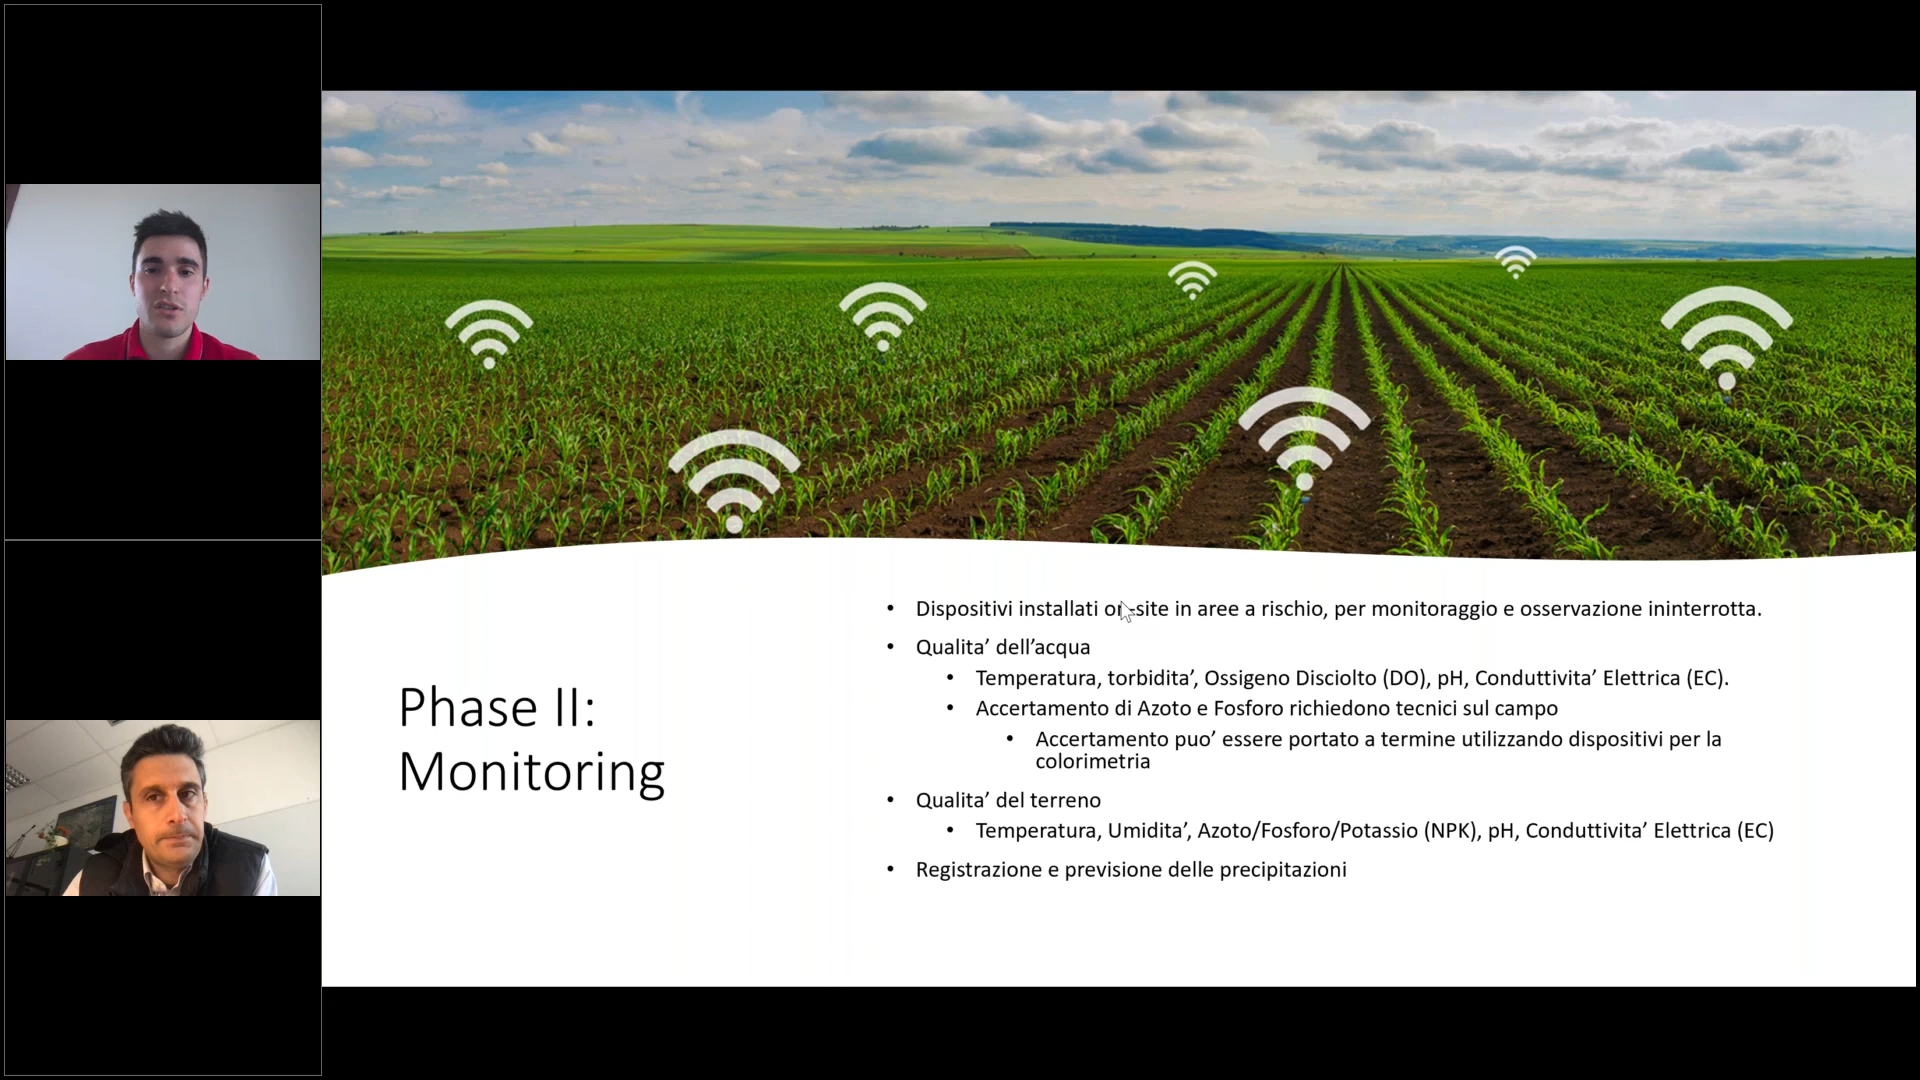 Phase II:
Monitoring
• Dispositivi installati on-site in aree a rischio, per monitoraggio e osservazione ininterrotta.
• Qualita’ dell’acqua
• Temperatura, torbidita’, Ossigeno Disciolto (DO), pH, Conduttivita’ Elettrica (EC).
• Accertamento di Azoto e Fosforo richiedono tecnici sul campo
• Accertamento puo’ essere portato a termine utilizzando dispositivi per la
colorimetria
• Qualita’ del terreno
• Temperatura, Umidita’, Azoto/Fosforo/Potassio (NPK), pH, Conduttivita’ Elettrica (EC)
• Registrazione e previsione delle precipitazioni